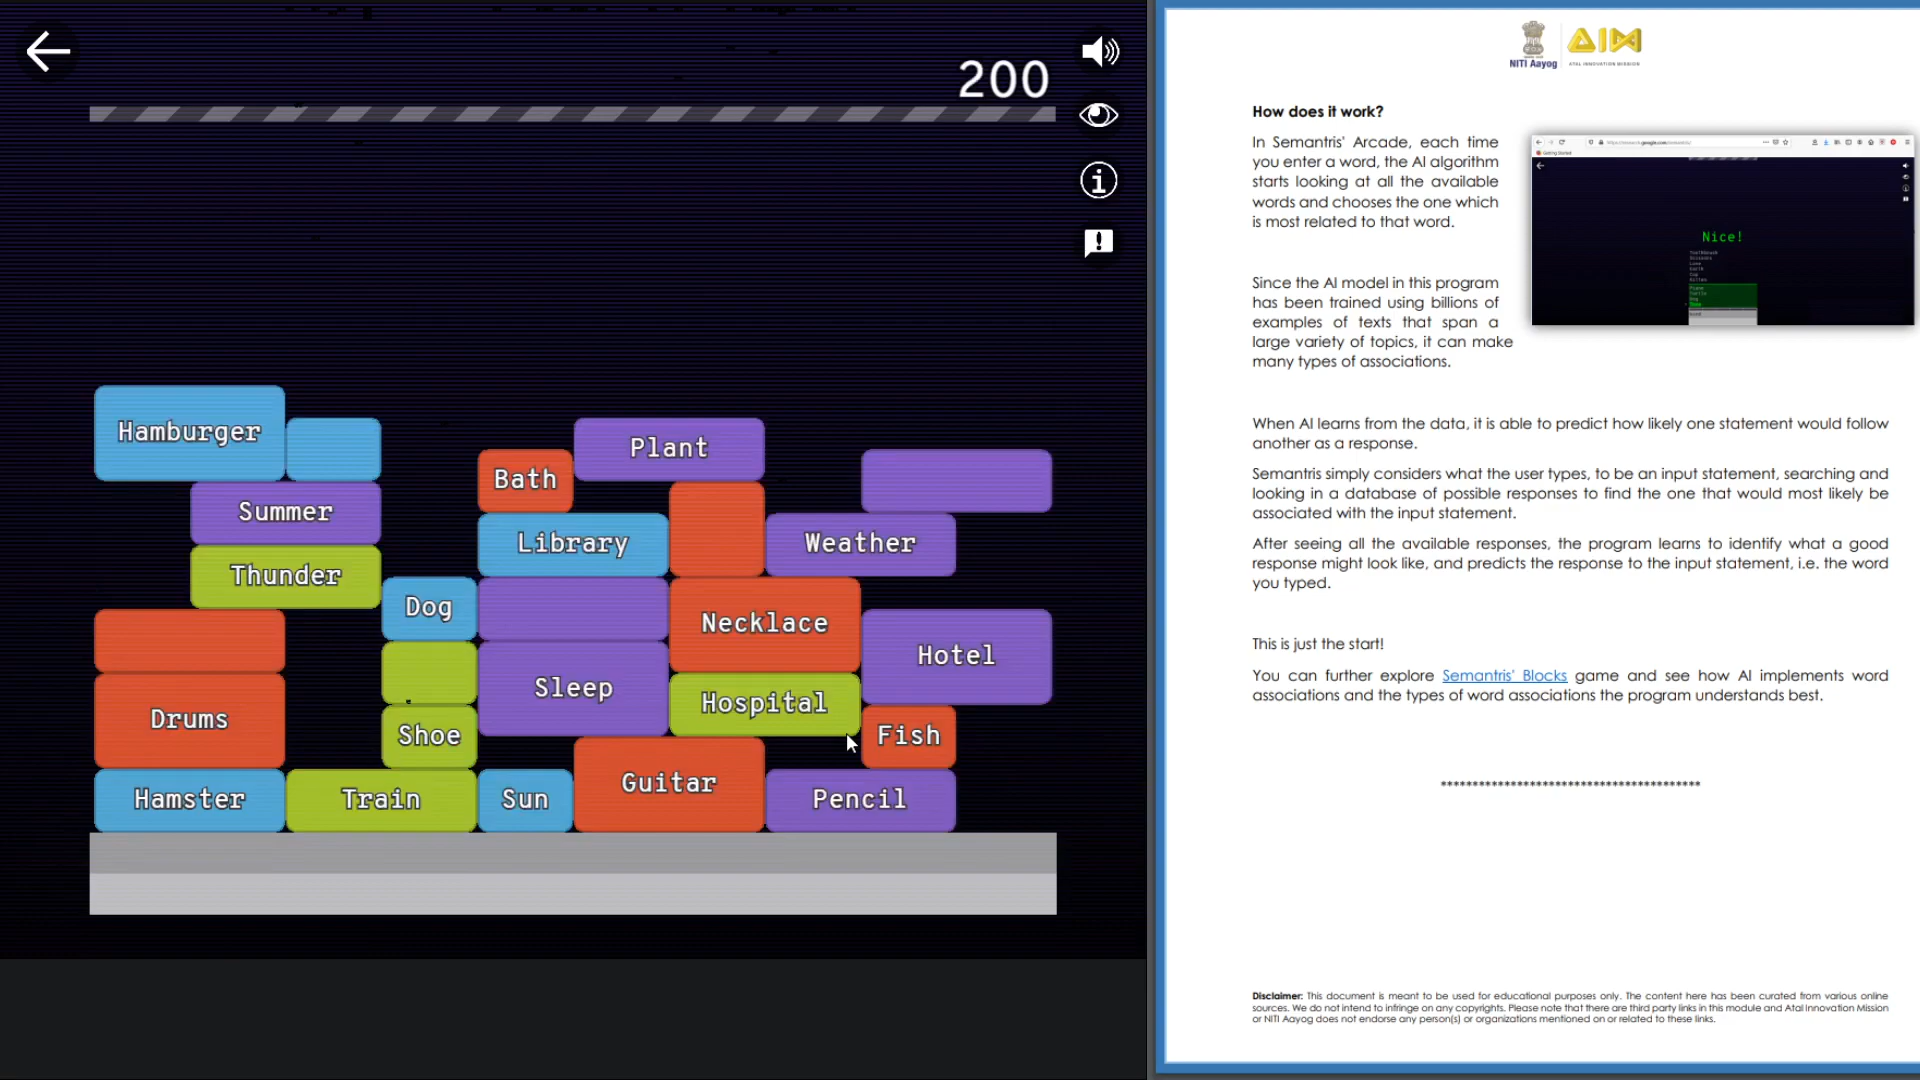 200
Hamburger
Plant
Bath
Summer
Library
Weather
Thunder
Dog
Necklace
Hotel
Sleep
Hospital
Drums
Shoe
Fish
Guitar
Hamster
Train
Sun
Pencil
NITI Aayog
ATAL INNOVATION MISSION
How does it work?
In Semantris' Arcade, each time
you enter a word, the AI algorithm
starts looking at all the available
words and chooses the one which
is most related to that word.
Nice!
Since the AI model in this program
has been trained using billions of
examples of texts that span a
large variety of topics, it can make
many types of associations.
When AI learns from the data, it is able to predict how likely one statement would follow
another as a response.
Semantris simply considers what the user types, to be an input statement, searching and
looking in a database of possible responses to find the one that would most likely be
associated with the input statement.
After seeing all the available responses, the program learns to identify what a good
response might look like, and predicts the response to the input statement, i.e. the word
you typed.
This is just the start!
You can further explore Semantris' Blocks game and see how AI implements word
associations and the types of word associations the program understands best.
****************************************
Disclaimer: This document is meant to be used for educational purposes only. The content here has been curated from various online
sources. We do not intend to infringe on any copyrights. Please note that there are third party links in this module and Atal Innovation Mission
or NITI Aayog does not endorse any person(s) or organizations mentioned on or related to these links.